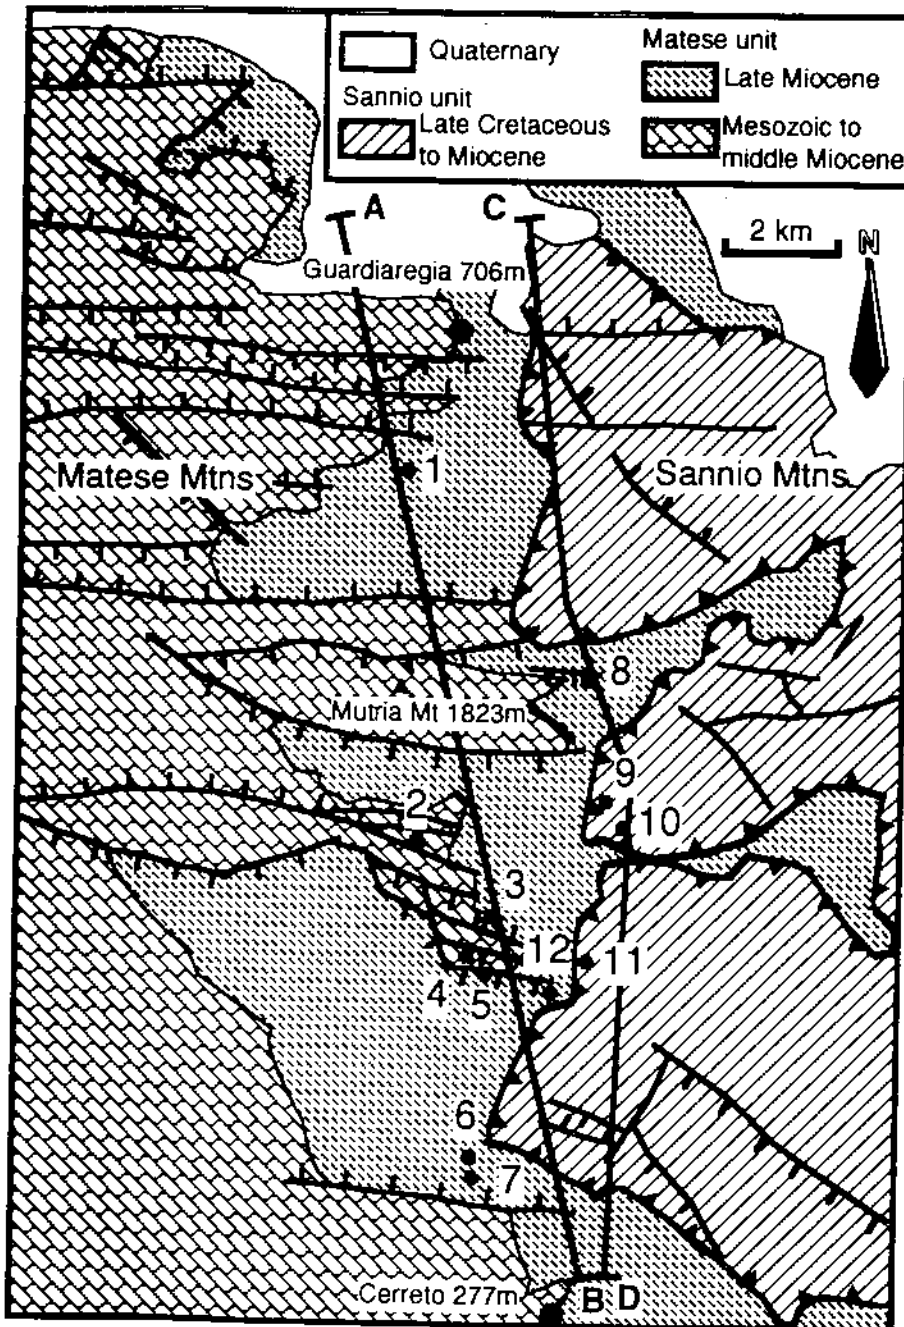 Quaternary
Sannio unit
Late Cretaceous
to Miocene
Matese unit
Late Miocene
Mesozoic to
middle Miocene
A
C
2 km
N
Guardiaregia 706m
Matese Mtns
1
Sannio Mtns
8
Mutria Mt 1823m
9
2
10
3
12
11
4
5
6
7
Cerreto 277m
B D